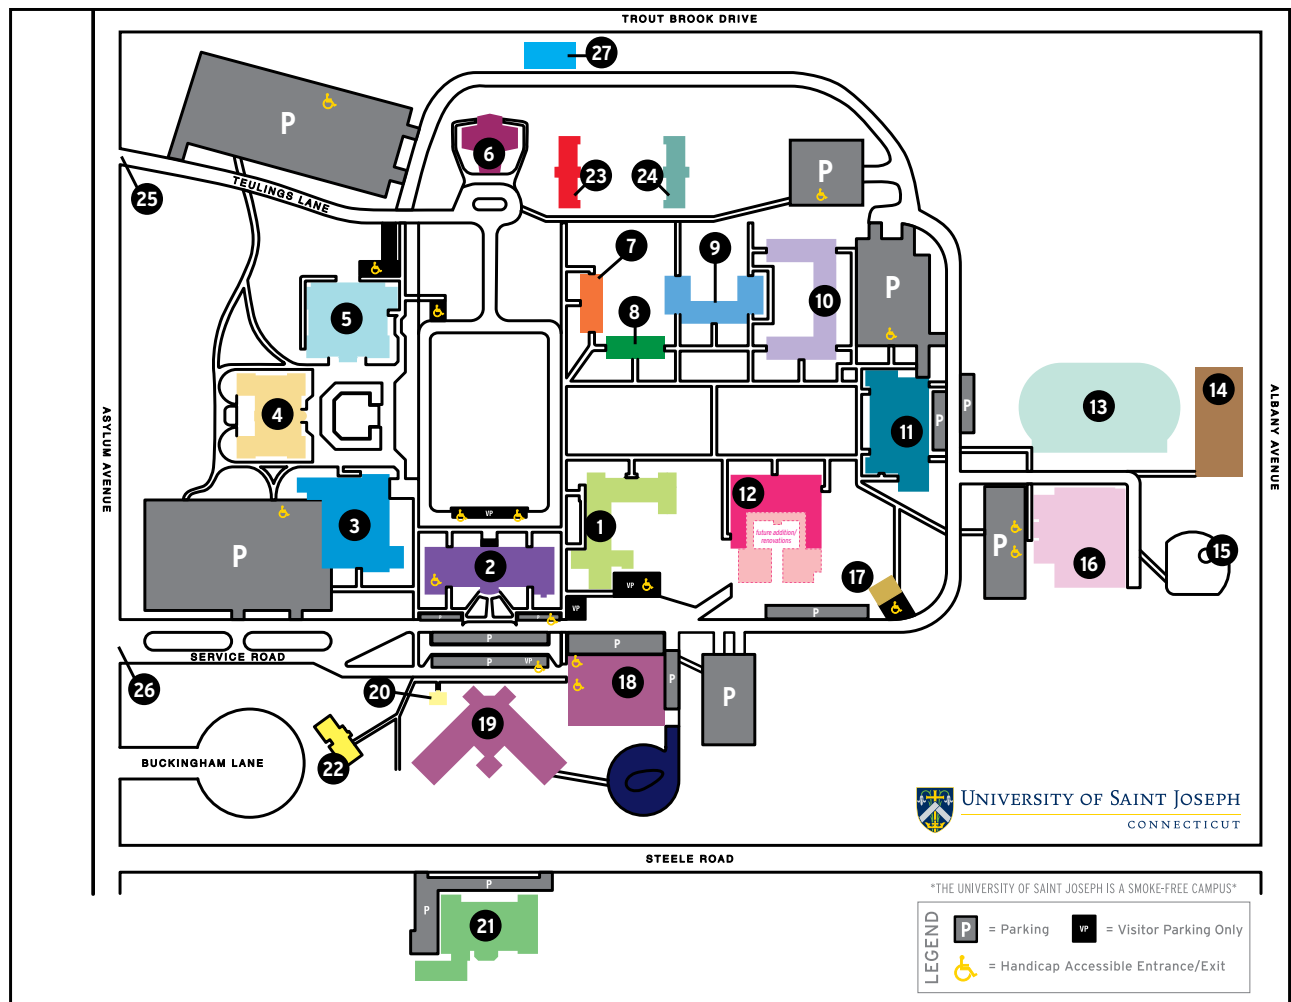 TROUT BROOK DRIVE
27
P
6
23
24
P
25
TEULINGS LANE
7
9
8
10
P
5
4
ASYLUM AVENUE
11
P
P
13
14
ALBANY AVENUE
12
3
VP
1
future addition/
renovations
P
2
P
16
15
VP
17
VP
P
P
P
P
P
SERVICE ROAD
P
VP
26
18
P
P
20
19
22
BUCKINGHAM LANE
UNIVERSITY OF SAINT JOSEPH
CONNECTICUT
STEELE ROAD
P
P
21
*THE UNIVERSITY OF SAINT JOSEPH IS A SMOKE-FREE CAMPUS*
LEGEND
P = Parking
VP = Visitor Parking Only
= Handicap Accessible Entrance/Exit